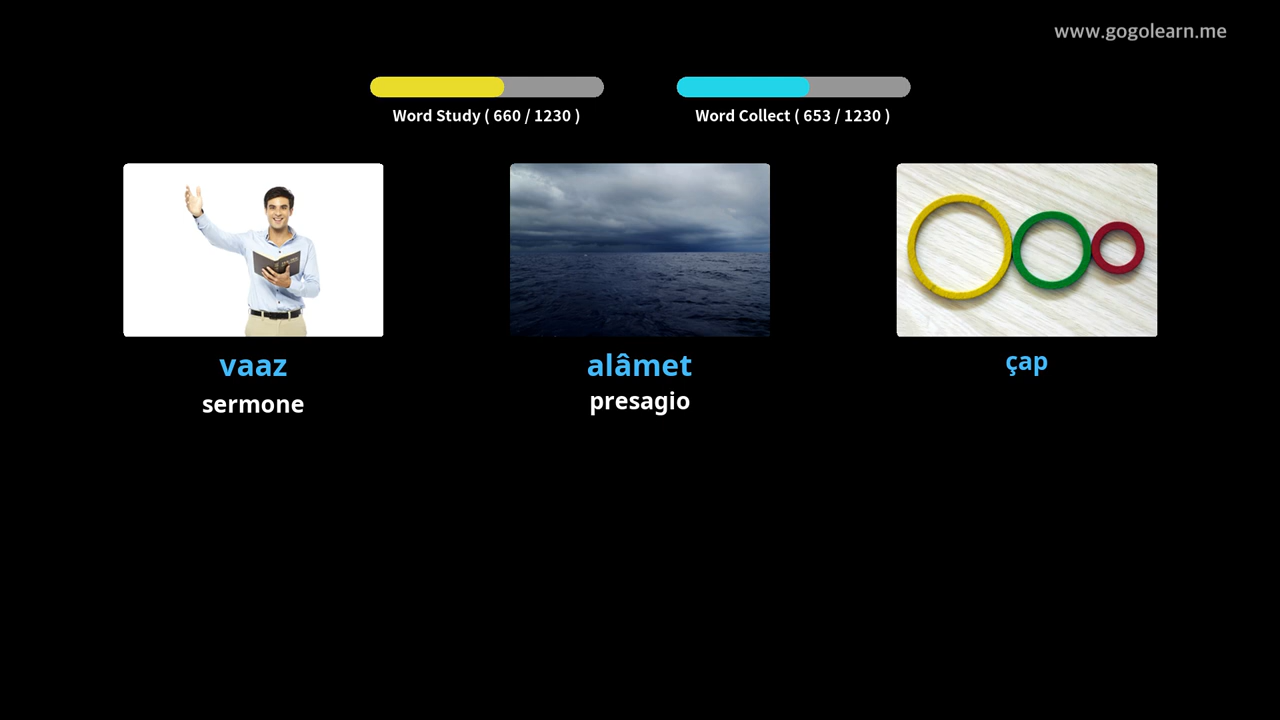 www.gogolearn.me
Word Study ( 660 / 1230 )
Word Collect ( 653 / 1230 )
vaaz
sermone
alâmet
presagio
çap